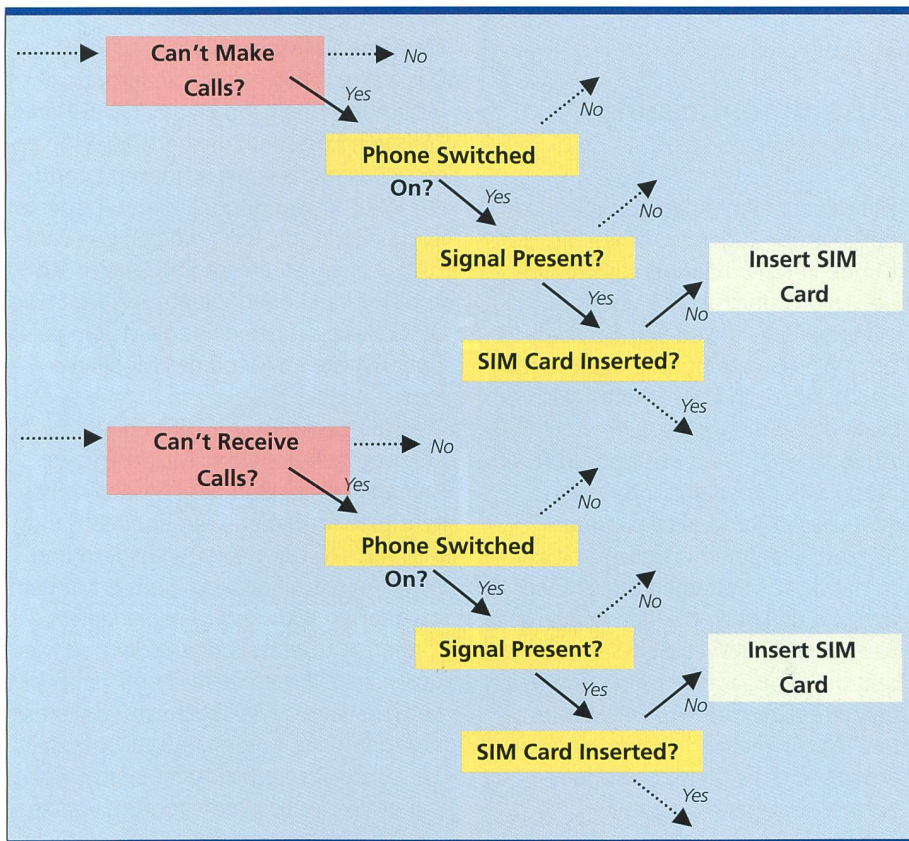 Can't Make
Calls?
No
Yes
No
Phone Switched
On?
Yes
No
Signal Present?
Insert SIM
Card
Yes
No
SIM Card Inserted?
Yes
Can't Receive
Calls?
No
Yes
No
Phone Switched
On?
Yes
No
Signal Present?
Insert SIM
Card
Yes
No
SIM Card Inserted?
Yes